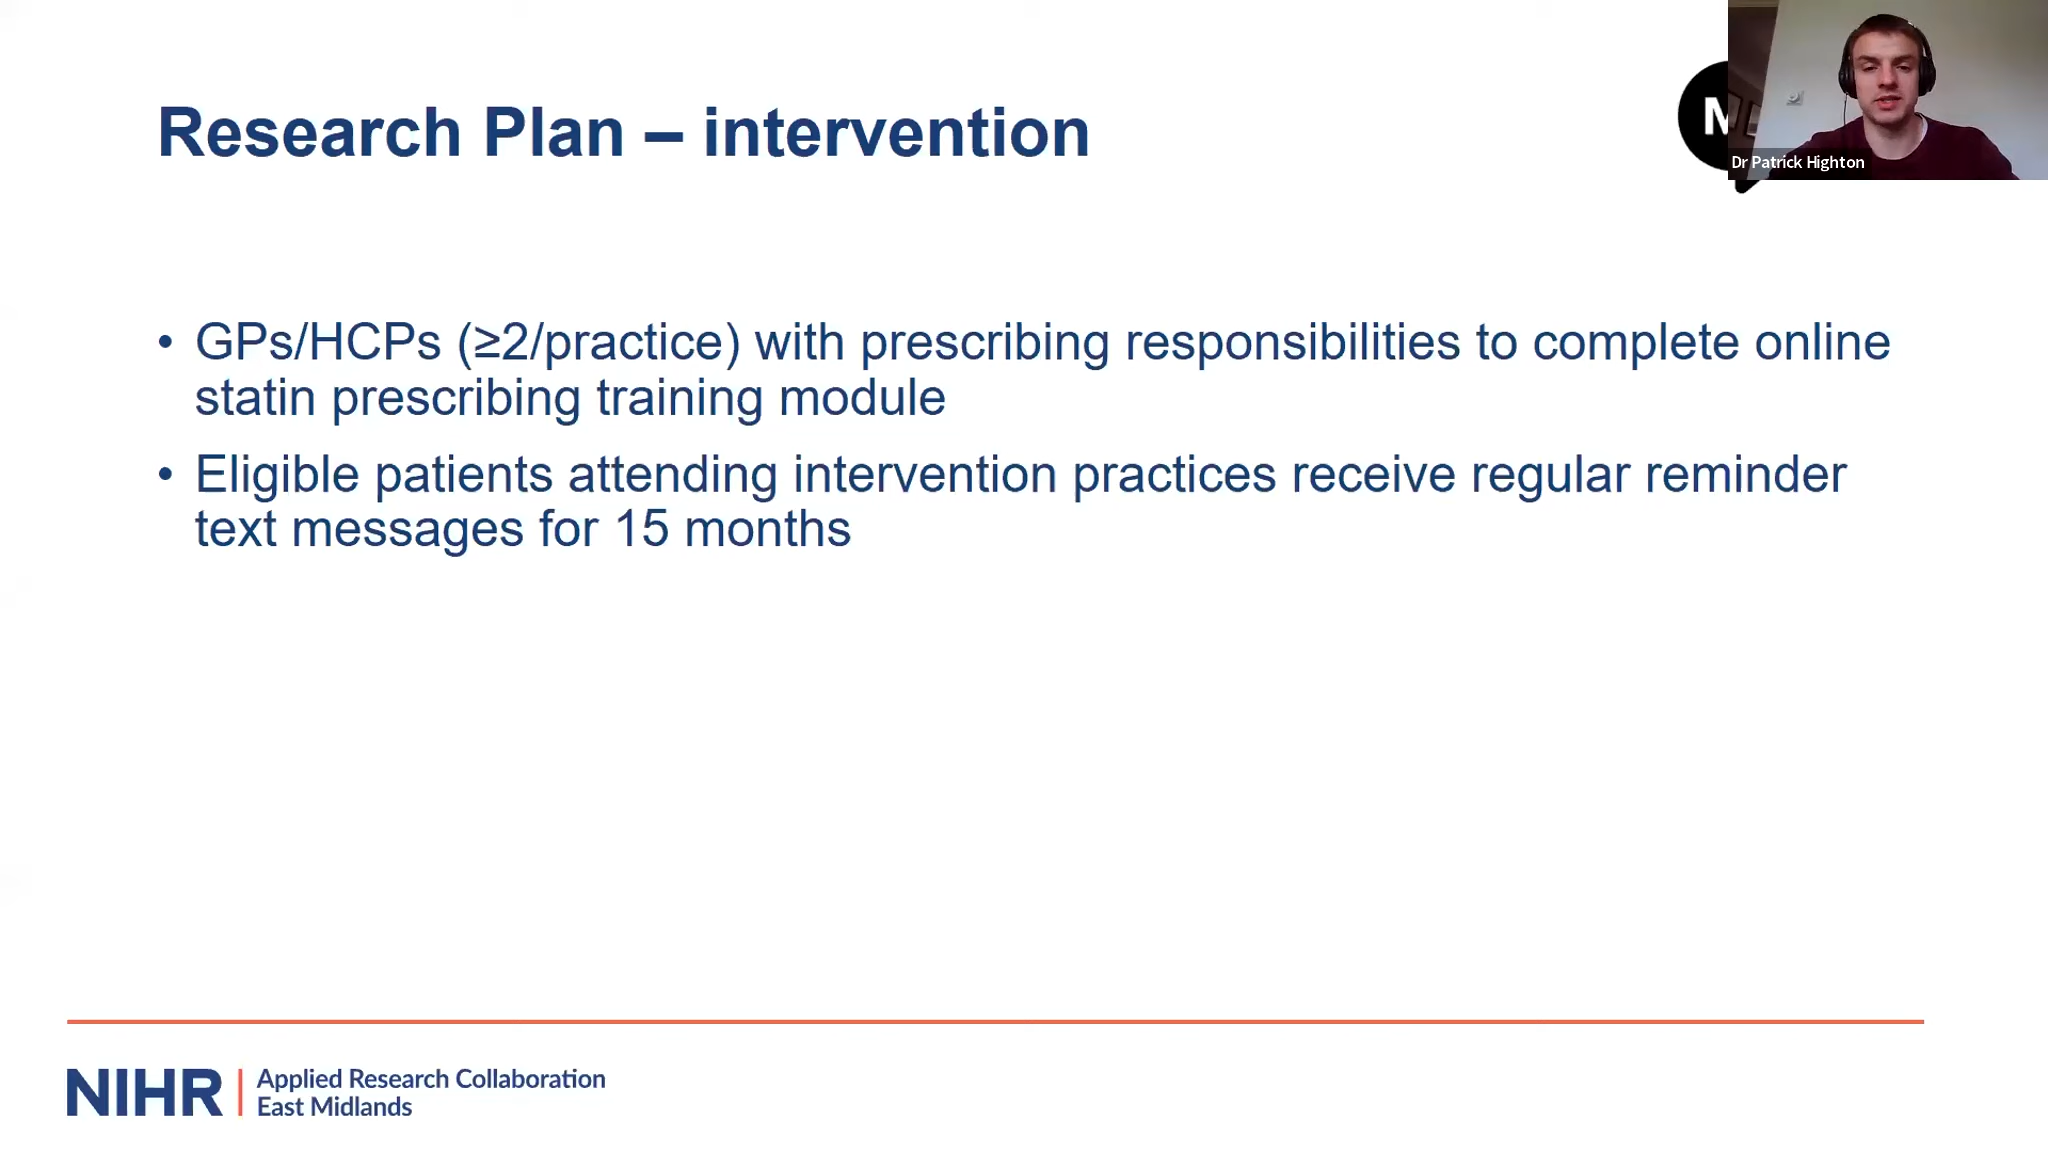 Research Plan – intervention
M
Dr Patrick Highton
• GPs/HCPs (≥2/practice) with prescribing responsibilities to complete online
statin prescribing training module
• Eligible patients attending intervention practices receive regular reminder
text messages for 15 months
NIHR | Applied Research Collaboration
East Midlands